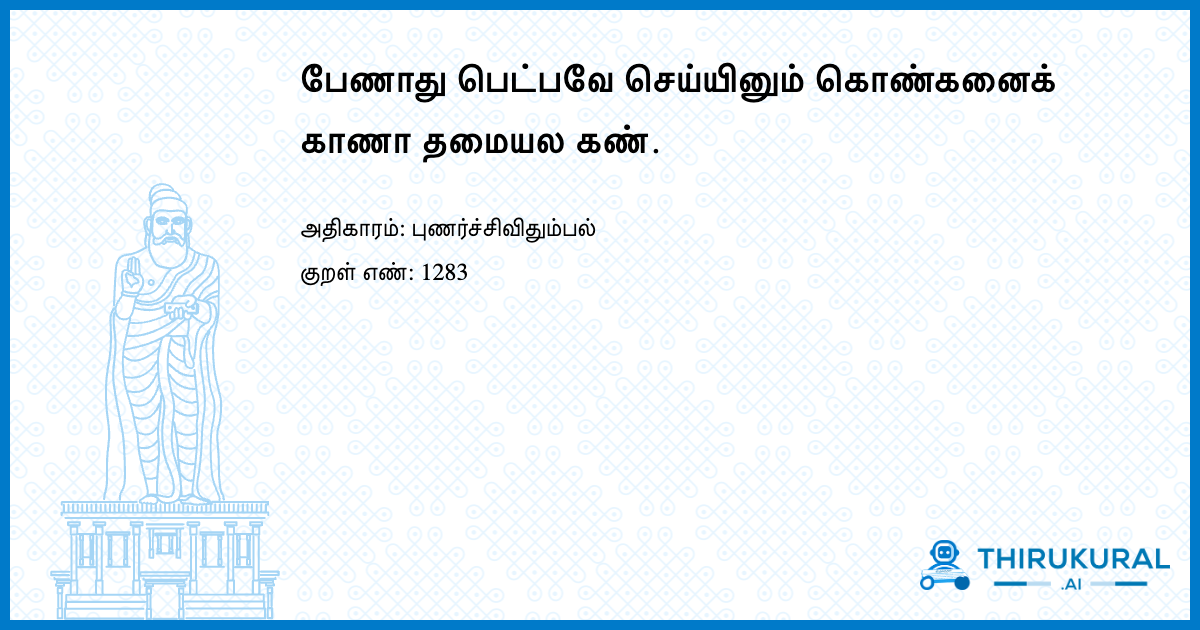 பேணாது பெட்பவே செய்யினும் கொண்கனைக்
காணா தமையல கண்.
அதிகாரம்: புணர்ச்சிவிதும்பல்
குறள் எண்: 1283
THIRUKURAL
.AI